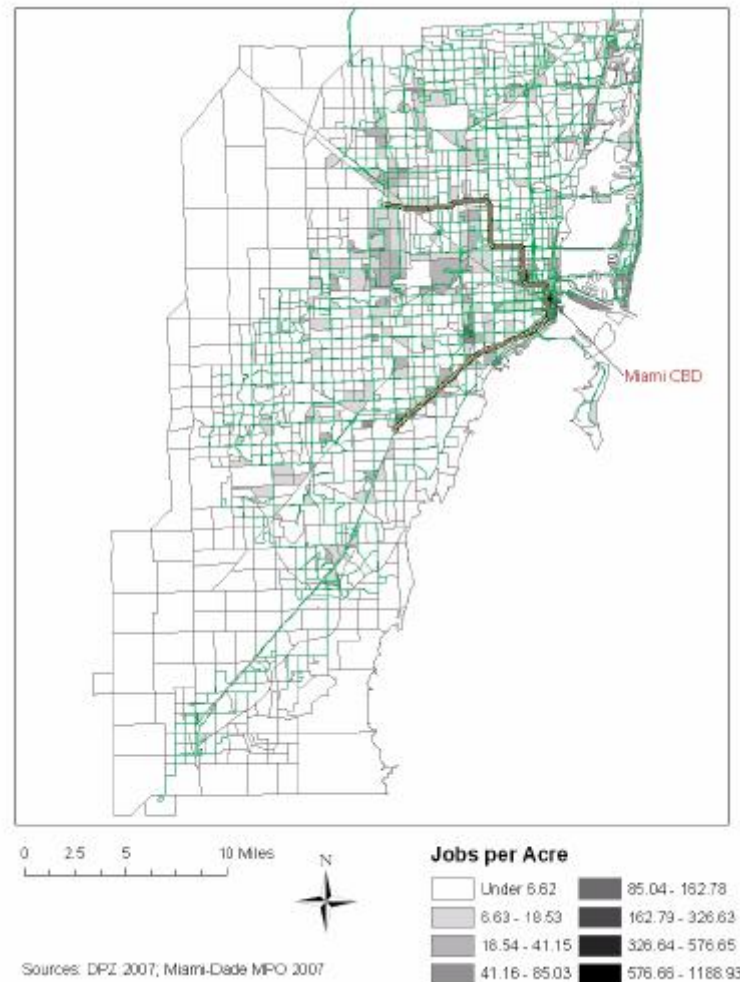 Miami CBD
0 2.5 5 10 Miles
N
Jobs per Acre
Under 6.62
6.63 - 18.53
18.54 - 41.15
41.16 - 85.03
85.04 - 162.78
162.79 - 326.63
326.64 - 576.65
576.66 - 1188.93
Sources: DPZ 2007; Miami-Dade MPO 2007